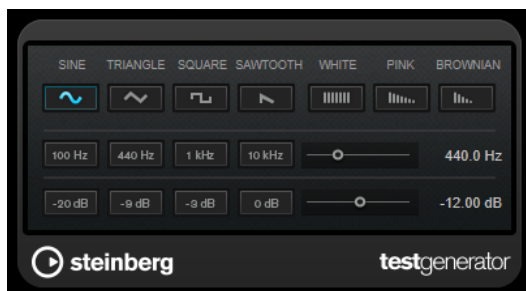 SINE TRIANGLE SQUARE SAWTOOTH WHITE PINK BROWNIAN
100 Hz 440 Hz 1 kHz 10 kHz 440.0 Hz
-20 dB -9 dB -3 dB 0 dB -12.00 dB
steinberg testgenerator